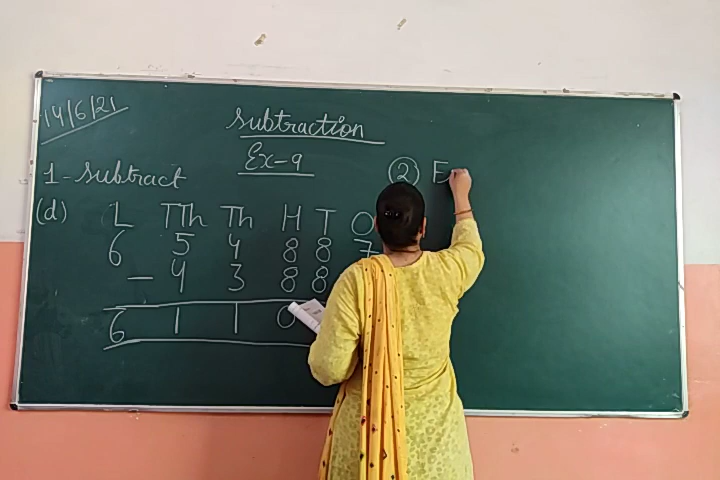 14/6/21
Subtraction
Ex-9
1-Subtract
(d) L TTh Th H T O
6 5 4 8 8 7
- 4 3 8 8
6 1 1 0
② E